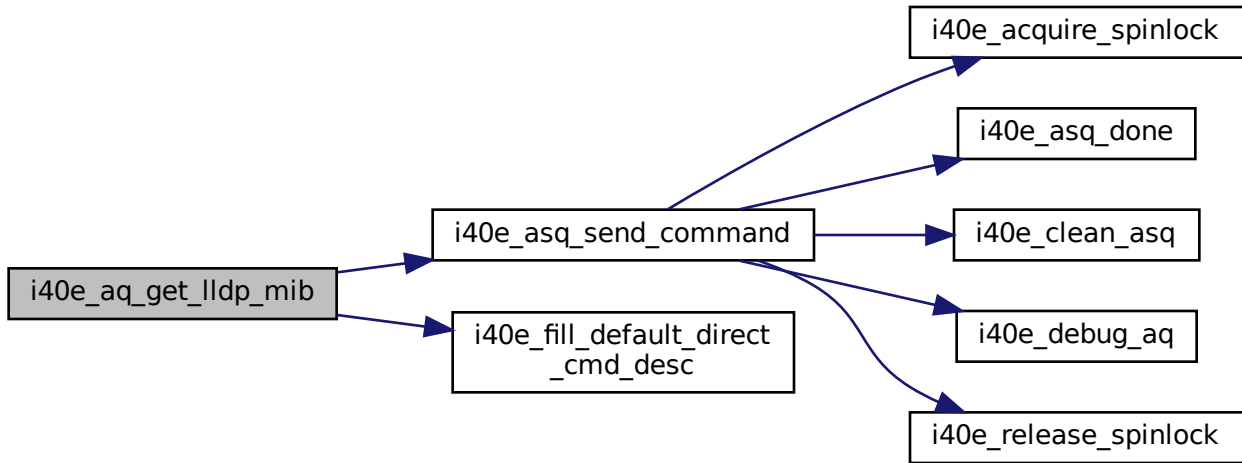 i40e_acquire_spinlock
i40e_asq_done
i40e_asq_send_command
i40e_clean_asq
i40e_aq_get_lldp_mib
i40e_fill_default_direct
_cmd_desc
i40e_debug_aq
i40e_release_spinlock